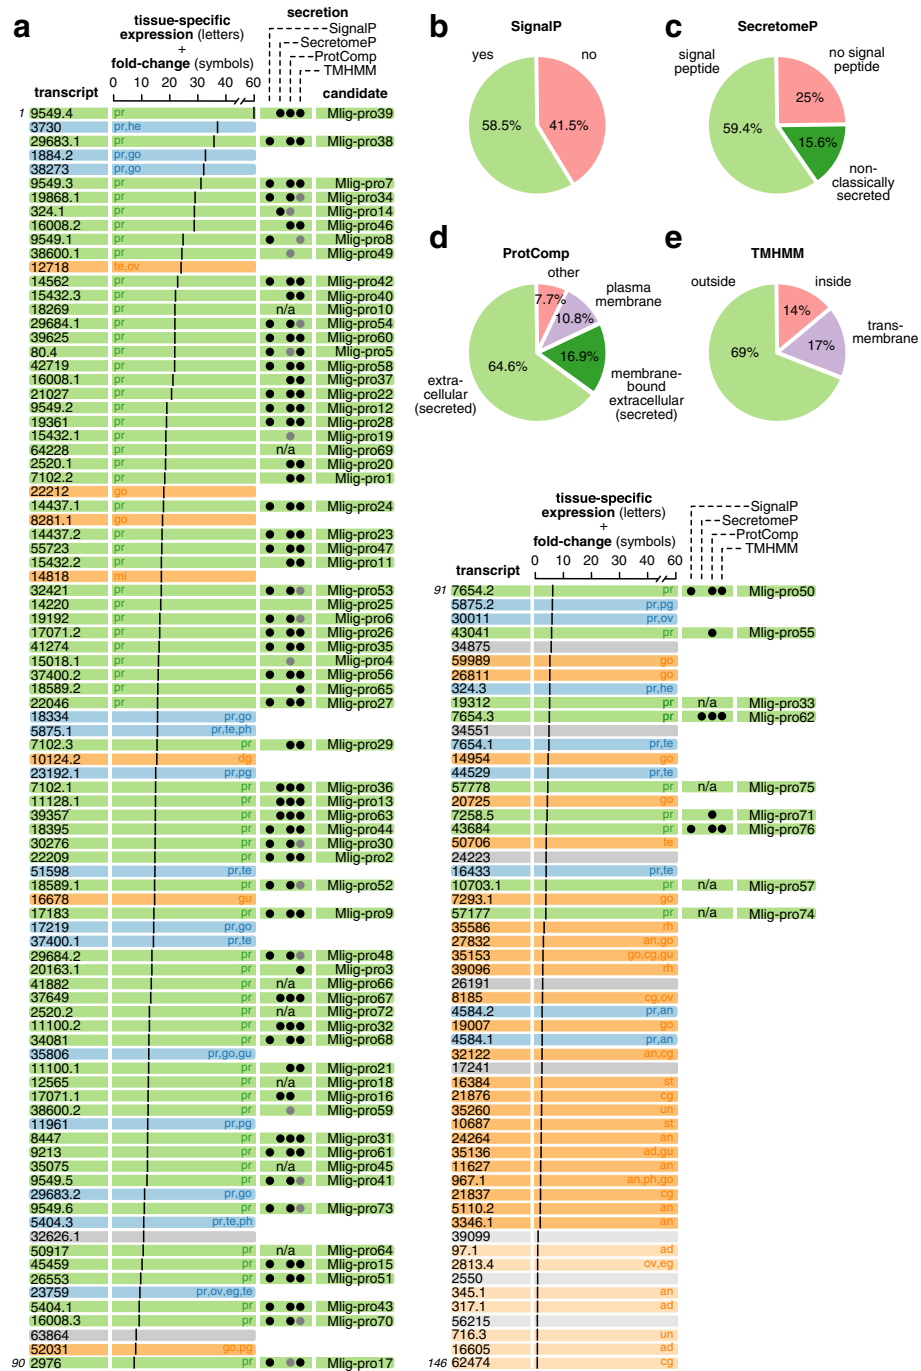 a
tissue-specific
expression (letters)
+
fold-change (symbols)
secretion
SignalP
SecretomeP
ProtComp
TMHMM
0 10 20 30 40 60
transcript
candidate
1 9549.4 pr Mlig-pro39
3730 pr,he
29683.1 pr Mlig-pro38
1884.2 pr,go
38273 pr,go
9549.3 pr Mlig-pro7
19868.1 pr Mlig-pro34
324.1 pr Mlig-pro14
16008.2 pr Mlig-pro46
9549.1 pr Mlig-pro8
38600.1 pr Mlig-pro49
12718 te,ov
14562 pr Mlig-pro42
15432.3 pr Mlig-pro40
18269 pr n/a Mlig-pro10
29684.1 pr Mlig-pro54
39625 pr Mlig-pro60
80.4 pr Mlig-pro5
42719 pr Mlig-pro58
16008.1 pr Mlig-pro37
21027 pr Mlig-pro22
9549.2 pr Mlig-pro12
19361 pr Mlig-pro28
15432.1 pr Mlig-pro19
64228 pr n/a Mlig-pro69
2520.1 pr Mlig-pro20
7102.2 pr Mlig-pro1
22212 go
14437.1 pr Mlig-pro24
8281.1 go
14437.2 pr Mlig-pro23
55723 pr Mlig-pro47
15432.2 pr Mlig-pro11
14818 mi
32421 pr Mlig-pro53
14220 pr Mlig-pro25
19192 pr Mlig-pro6
17071.2 pr Mlig-pro26
41274 pr Mlig-pro35
15018.1 pr Mlig-pro4
37400.2 pr Mlig-pro56
18589.2 pr Mlig-pro65
22046 pr Mlig-pro27
18334 pr,go
5875.1 pr,te,ph
7102.3 pr Mlig-pro29
10124.2 dg
23192.1 pr,pg
7102.1 pr Mlig-pro36
11128.1 pr Mlig-pro13
39357 pr Mlig-pro63
18395 pr Mlig-pro44
30276 pr Mlig-pro30
22209 pr Mlig-pro2
51598 pr,te
18589.1 pr Mlig-pro52
16678 gu
17183 pr Mlig-pro9
17219 pr,go
37400.1 pr,te
29684.2 pr Mlig-pro48
20163.1 pr Mlig-pro3
41882 pr n/a Mlig-pro66
37649 pr Mlig-pro67
2520.2 pr n/a Mlig-pro72
11100.2 pr Mlig-pro32
34081 pr Mlig-pro68
35806 pr,go,gu
11100.1 pr Mlig-pro21
12565 pr n/a Mlig-pro18
17071.1 pr Mlig-pro16
38600.2 pr Mlig-pro59
11961 pr,pg
8447 pr Mlig-pro31
9213 pr Mlig-pro61
35075 pr n/a Mlig-pro45
9549.5 pr Mlig-pro41
29683.2 pr,go
9549.6 pr Mlig-pro73
5404.3 pr,te,ph
32626.1
50917 pr n/a Mlig-pro64
45459 pr Mlig-pro15
26553 pr Mlig-pro51
23759 pr,ov,eg,te
5404.1 pr Mlig-pro43
16008.3 pr Mlig-pro70
63864
52031 go,pg
90 2976 pr Mlig-pro17
b
SignalP
yes
no
58.5%
41.5%
c
SecretomeP
signal
peptide
no signal
peptide
25%
59.4%
15.6%
non-
classically
secreted
d
ProtComp
other
plasma
membrane
7.7%
10.8%
64.6%
16.9%
extra-
cellular
(secreted)
membrane-
bound
extracellular
(secreted)
e
TMHMM
outside
inside
14%
trans-
membrane
69%
17%
tissue-specific
expression (letters)
+
fold-change (symbols)
SignalP
SecretomeP
ProtComp
TMHMM
0 10 20 30 40 60
transcript
91 7654.2 pr Mlig-pro50
5875.2 pr,pg
30011 pr,ov
43041 pr Mlig-pro55
34875
59989 go
26811 go
324.3 pr,he
19312 pr n/a Mlig-pro33
7654.3 pr Mlig-pro62
34551
7654.1 pr,te
14954 go
44529 pr,te
57778 pr n/a Mlig-pro75
20725 go
7258.5 pr Mlig-pro71
43684 pr Mlig-pro76
50706 te
24223
16433 pr,te
10703.1 pr n/a Mlig-pro57
7293.1 go
57177 pr n/a Mlig-pro74
35586 rh
27832 an,go
35153 go,cg,gu
39096 rh
26191
8185 cg,ov
4584.2 pr,an
19007 go
4584.1 pr,an
32122 an,cg
17241
16384 st
21876 cg
35260 un
10687 st
24264 an
35136 ad,gu
11627 an
967.1 an,ph,go
21837 cg
5110.2 an
3346.1 an
39099
97.1 ad
2813.4 ov,eg
2550
345.1 an
317.1 ad
56215
716.3 un
16605 ad
146 62474 cg